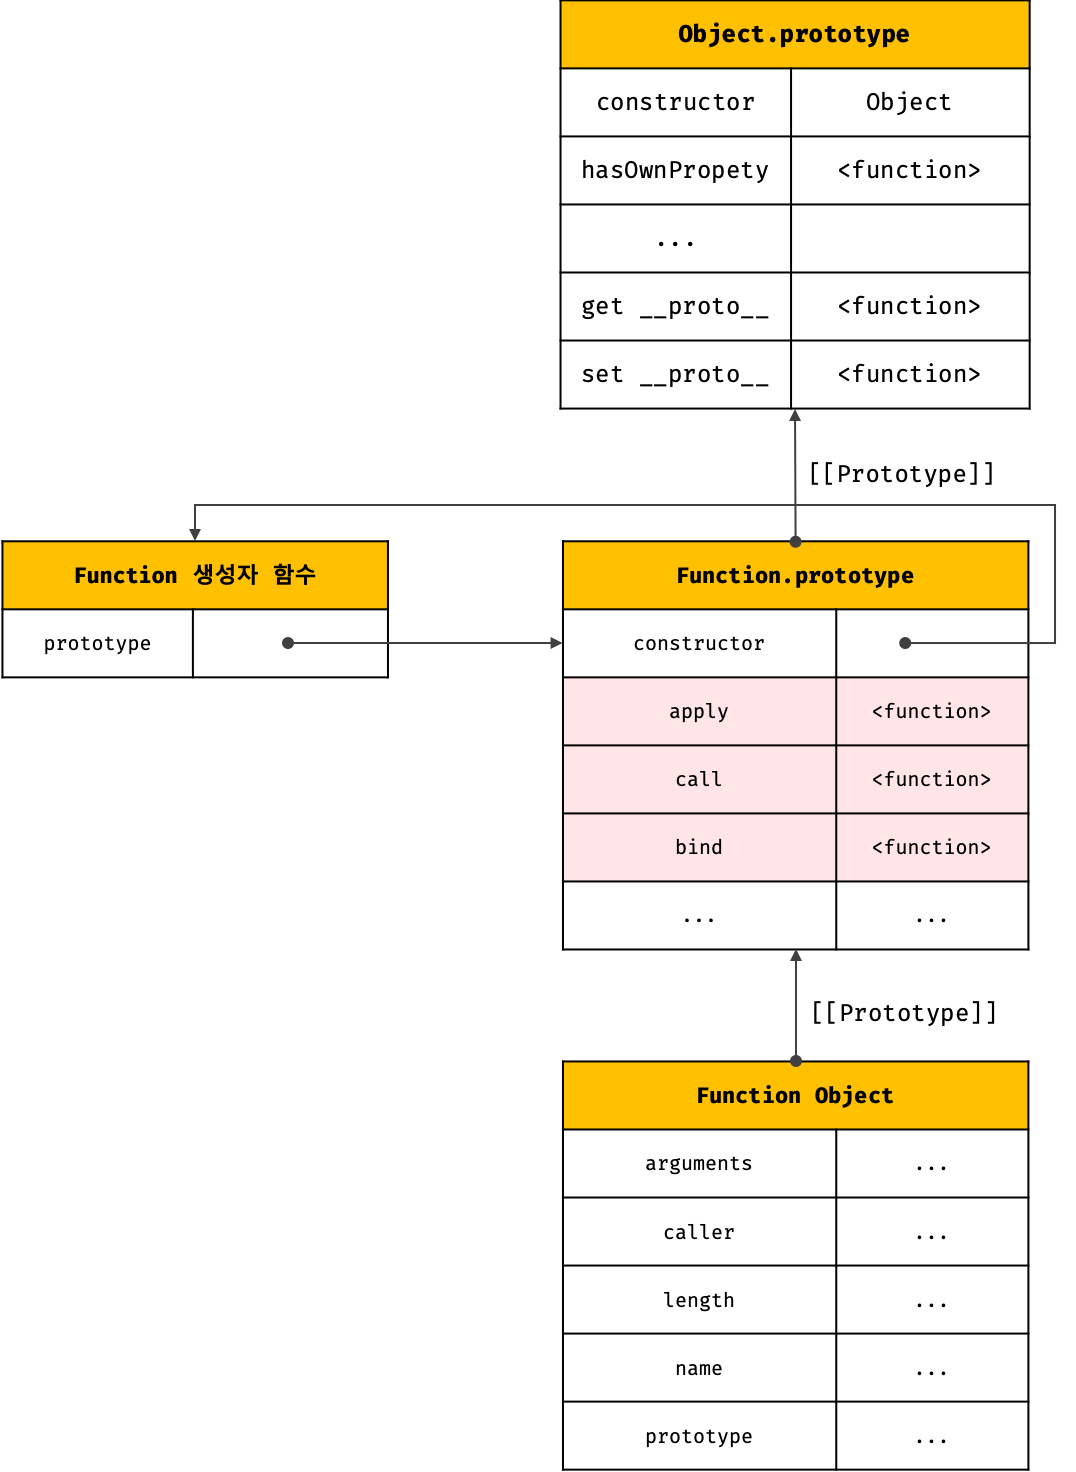 Object.prototype
constructor Object
hasOwnPropety <function>
...
get __proto__ <function>
set __proto__ <function>
[[Prototype]]
Function 생성자 함수
prototype
Function.prototype
constructor
apply <function>
call <function>
bind <function>
... ...
[[Prototype]]
Function Object
arguments ...
caller ...
length ...
name ...
prototype ...